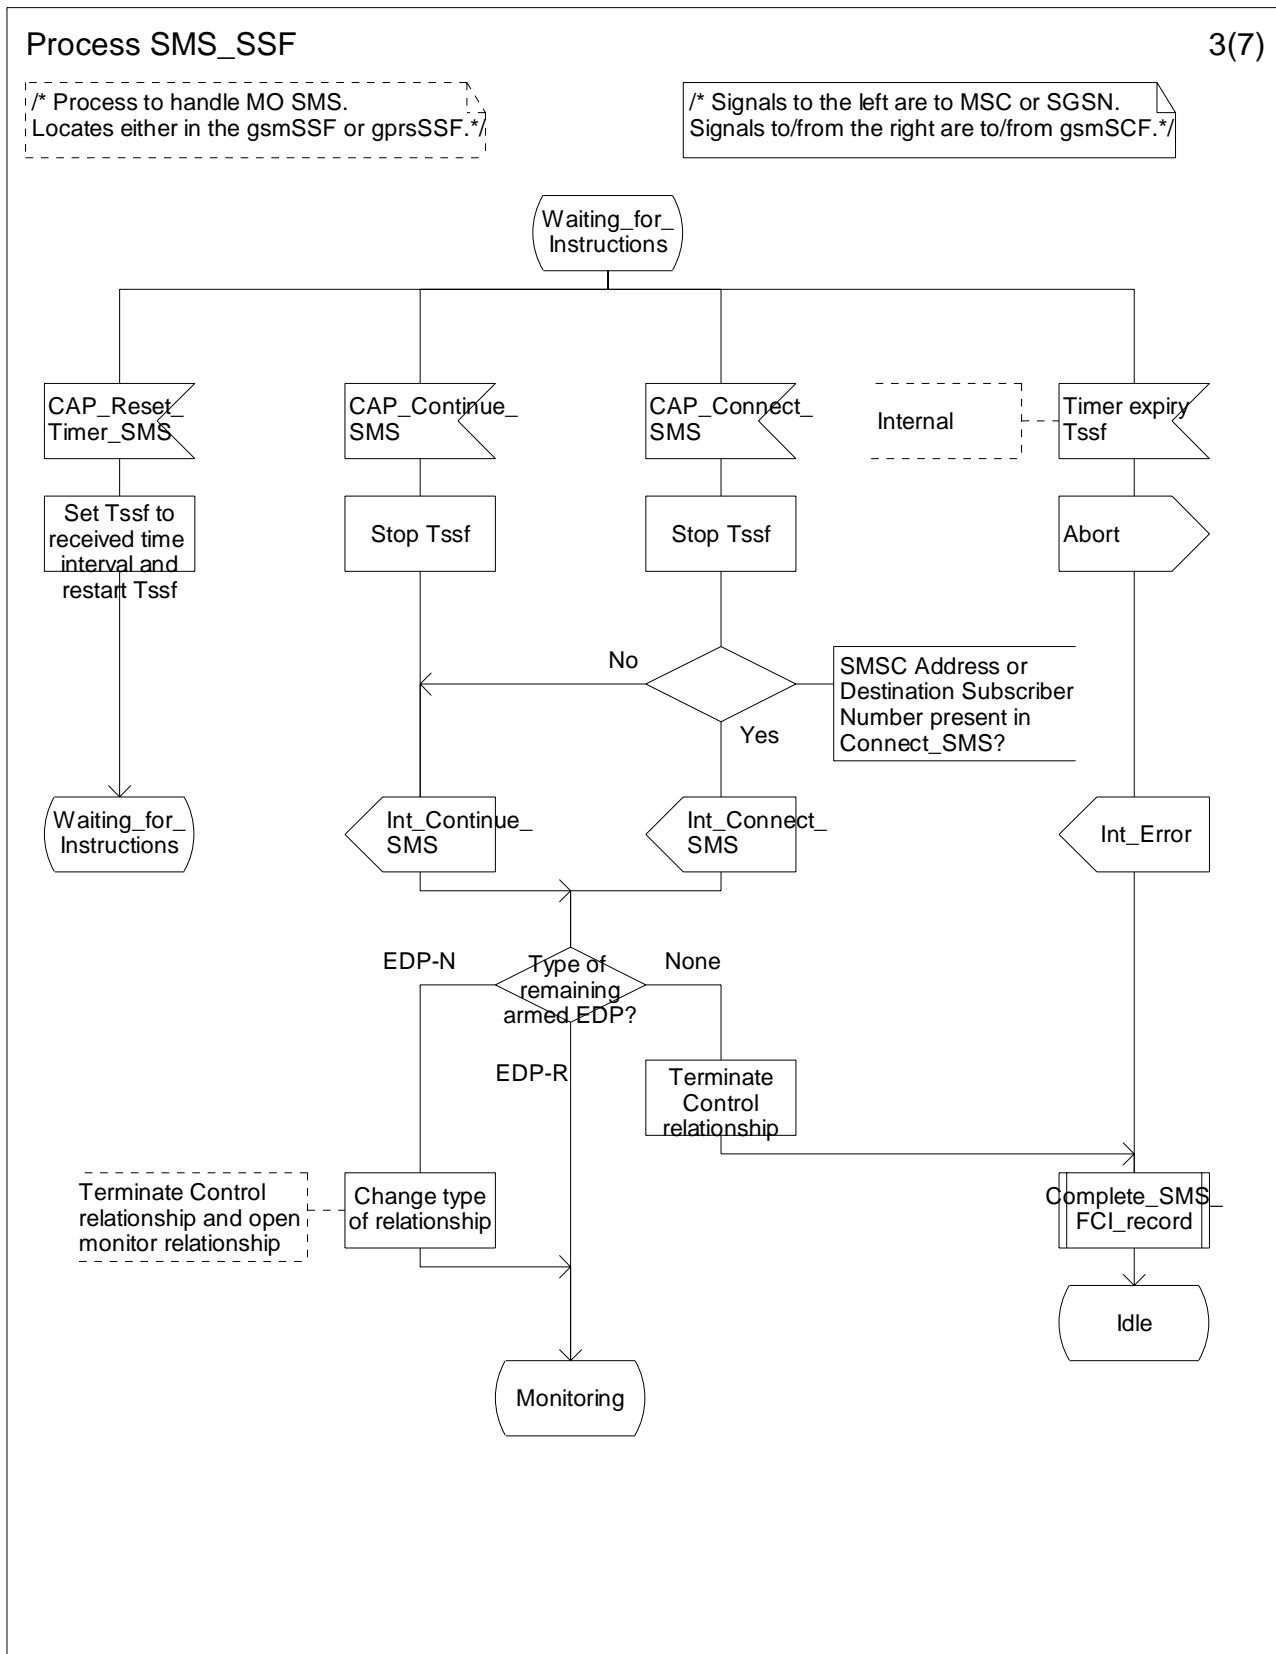 Process SMS_SSF
3(7)
/* Process to handle MO SMS.
Locates either in the gsmSSF or gprsSSF.*/
/* Signals to the left are to MSC or SGSN.
Signals to/from the right are to/from gsmSCF.*/
Waiting_for_
Instructions
CAP_Reset_
Timer_SMS
CAP_Continue_
SMS
CAP_Connect_
SMS
Internal
Timer expiry
Tssf
Set Tssf to
received time
interval and
restart Tssf
Stop Tssf
Stop Tssf
Abort
No
Yes
SMSC Address or
Destination Subscriber
Number present in
Connect_SMS?
Waiting_for_
Instructions
Int_Continue_
SMS
Int_Connect_
SMS
Int_Error
EDP-N
Type of
remaining
armed EDP?
None
EDP-R
Terminate
Control
relationship
Terminate Control
relationship and open
monitor relationship
Change type
of relationship
Complete_SMS_
FCI_record
Idle
Monitoring